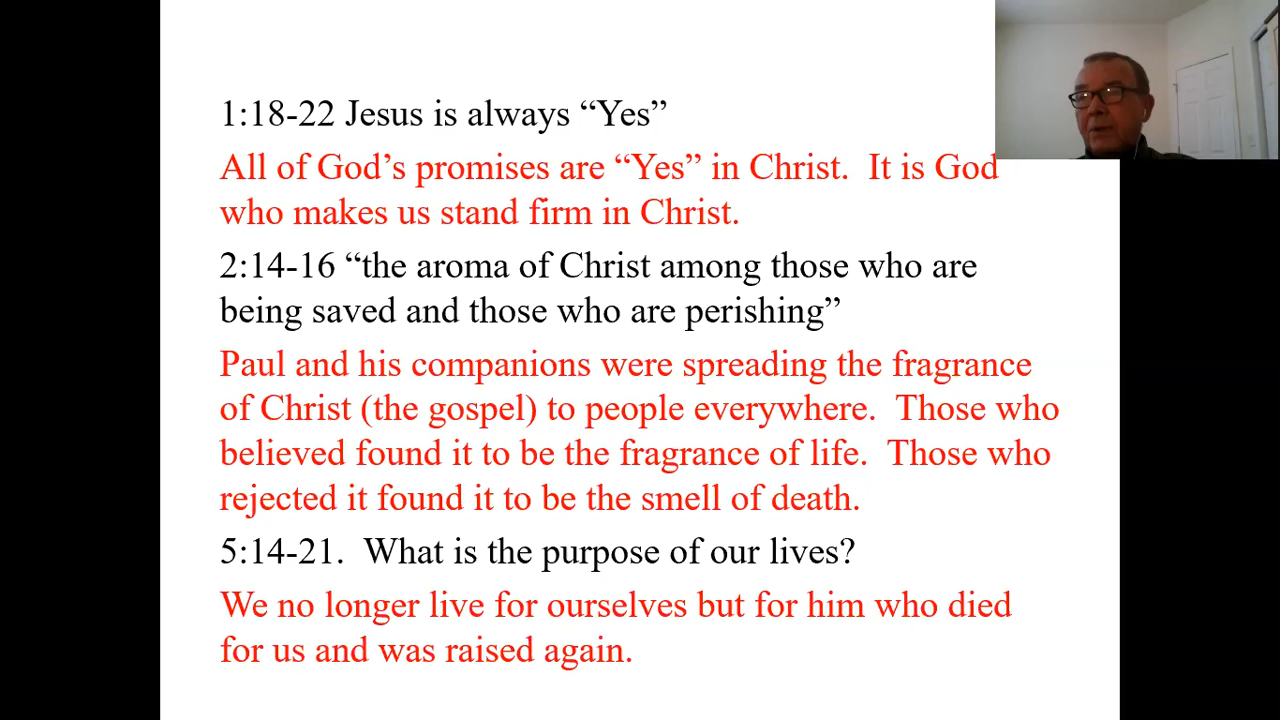 1:18-22 Jesus is always “Yes”
All of God’s promises are “Yes” in Christ.  It is God
who makes us stand firm in Christ.
2:14-16 “the aroma of Christ among those who are
being saved and those who are perishing”
Paul and his companions were spreading the fragrance
of Christ (the gospel) to people everywhere.  Those who
believed found it to be the fragrance of life.  Those who
rejected it found it to be the smell of death.
5:14-21.  What is the purpose of our lives?
We no longer live for ourselves but for him who died
for us and was raised again.